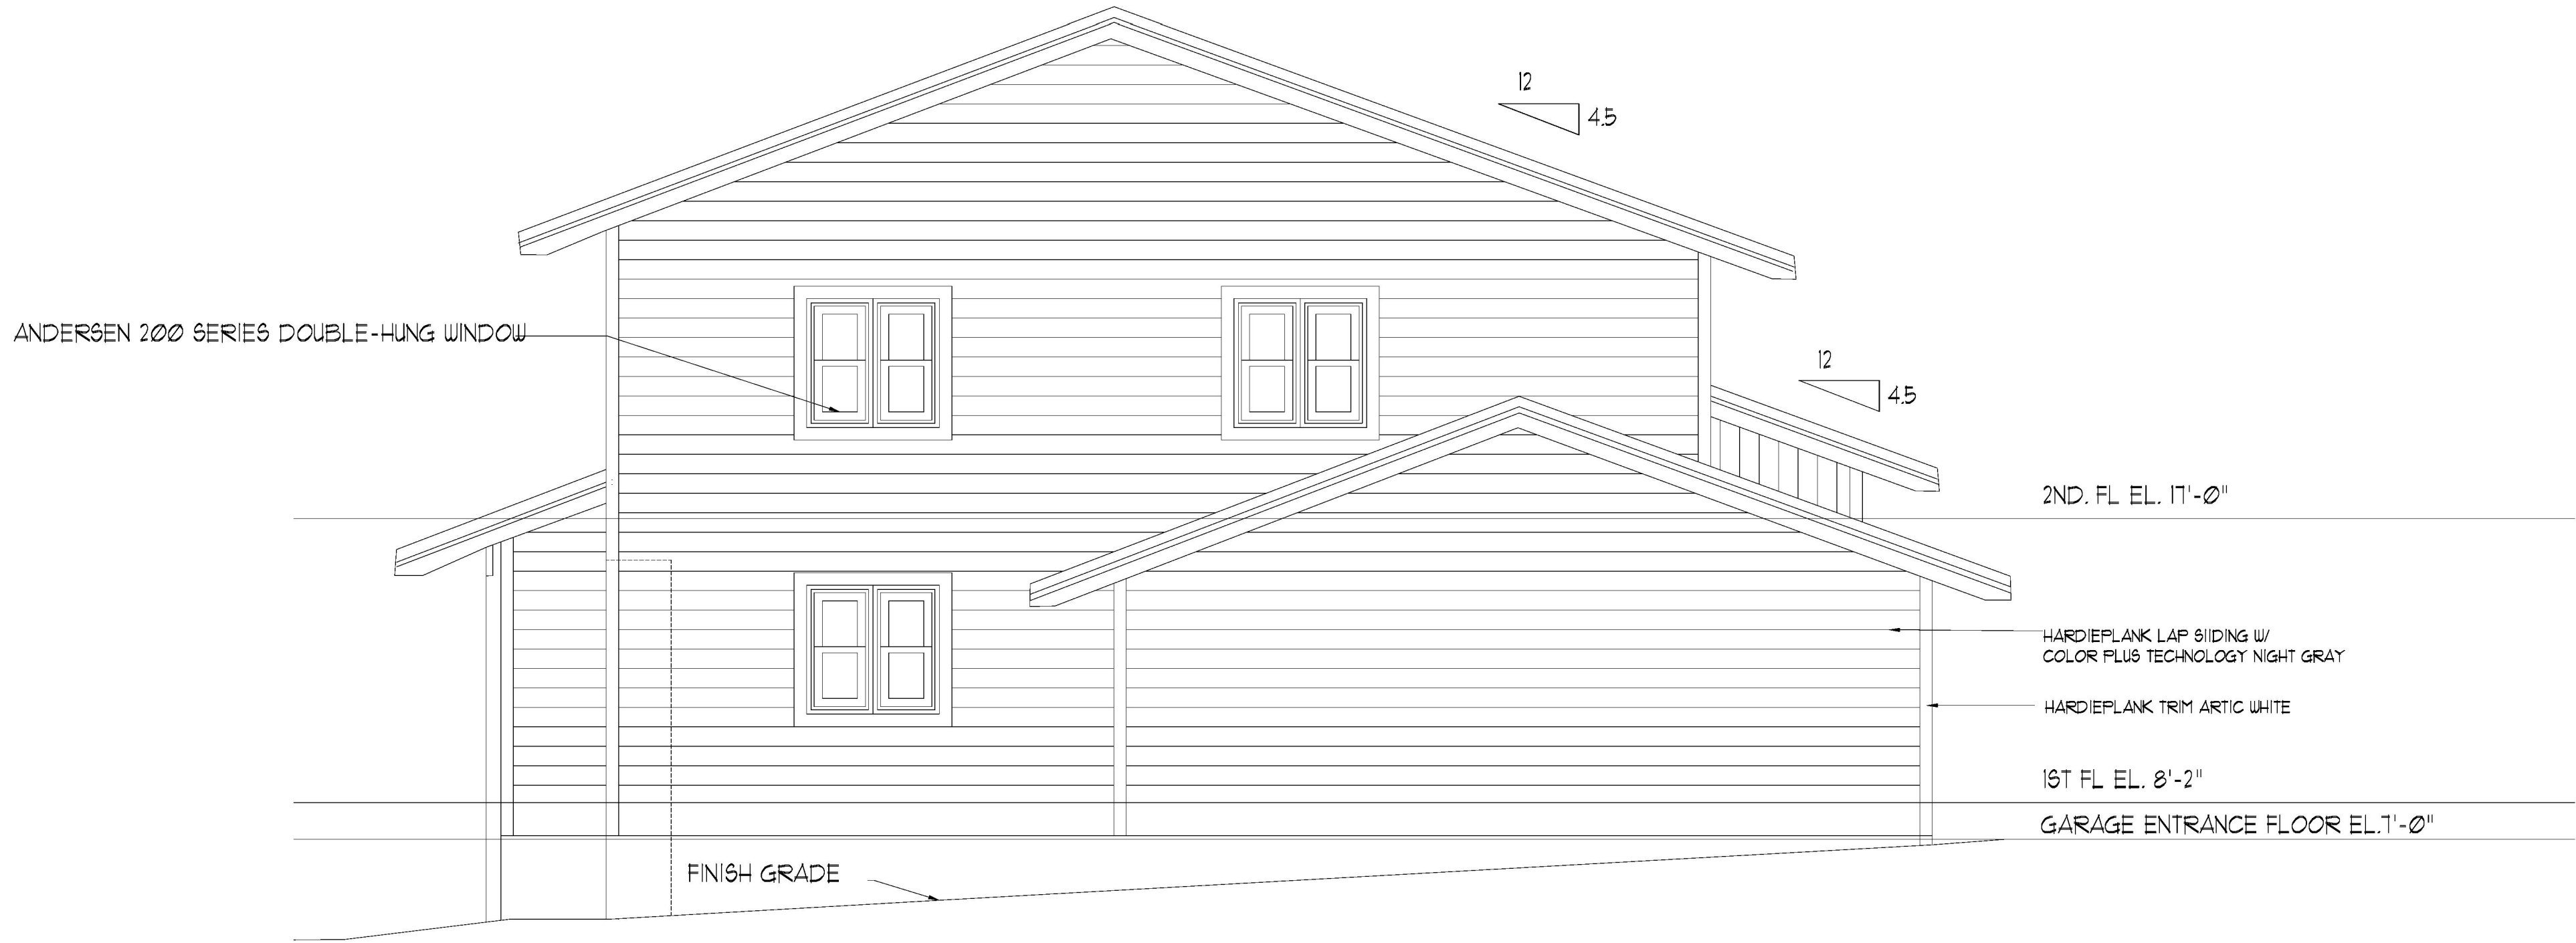 12
4.5
ANDERSEN 200 SERIES DOUBLE-HUNG WINDOW
12
4.5
2ND. FL EL. 17'-0"
HARDIEPLANK LAP SIIDING W/
COLOR PLUS TECHNOLOGY NIGHT GRAY
HARDIEPLANK TRIM ARTIC WHITE
1ST FL EL. 8'-2"
GARAGE ENTRANCE FLOOR EL.7'-0"
FINISH GRADE